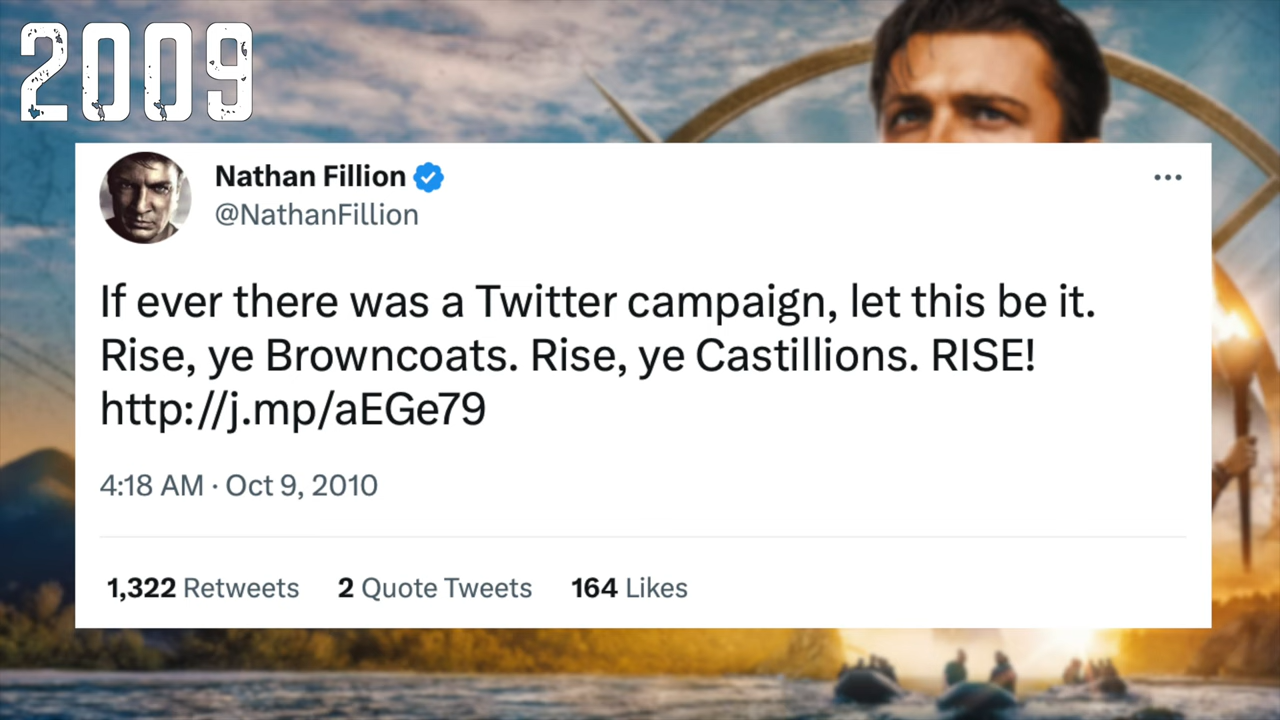 2009
Nathan Fillion
@NathanFillion
If ever there was a Twitter campaign, let this be it.
Rise, ye Browncoats. Rise, ye Castillions. RISE!
http://j.mp/aEGe79
4:18 AM · Oct 9, 2010
1,322 Retweets 2 Quote Tweets 164 Likes